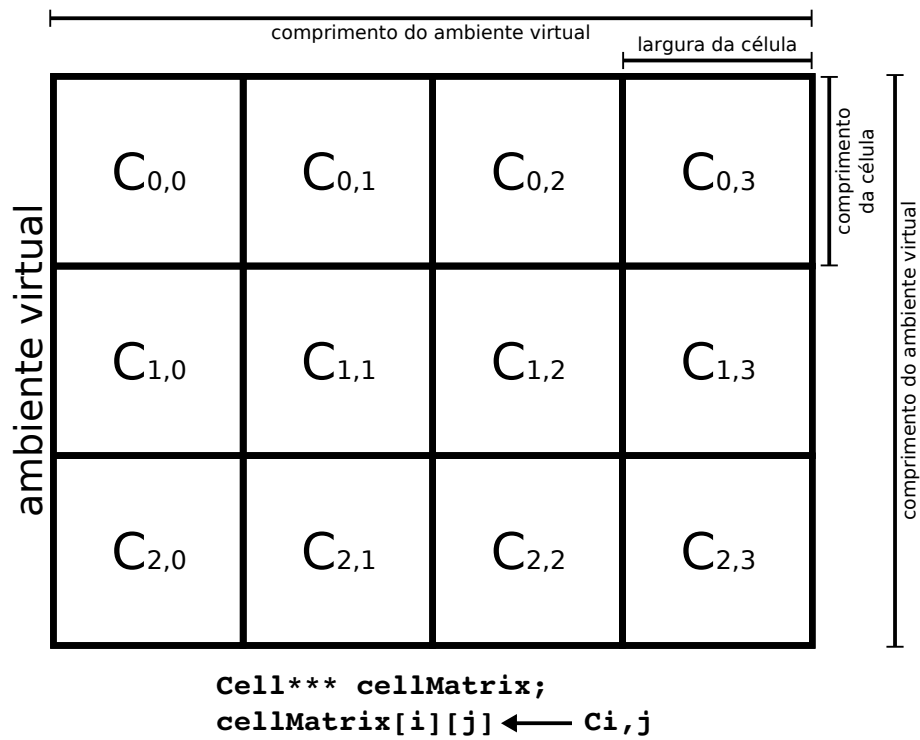 comprimento do ambiente virtual
largura da célula
comprimento
da célula
comprimento do ambiente virtual
ambiente virtual
C0,0 C0,1 C0,2 C0,3
C1,0 C1,1 C1,2 C1,3
C2,0 C2,1 C2,2 C2,3
Cell*** cellMatrix;
cellMatrix[i][j] Ci,j